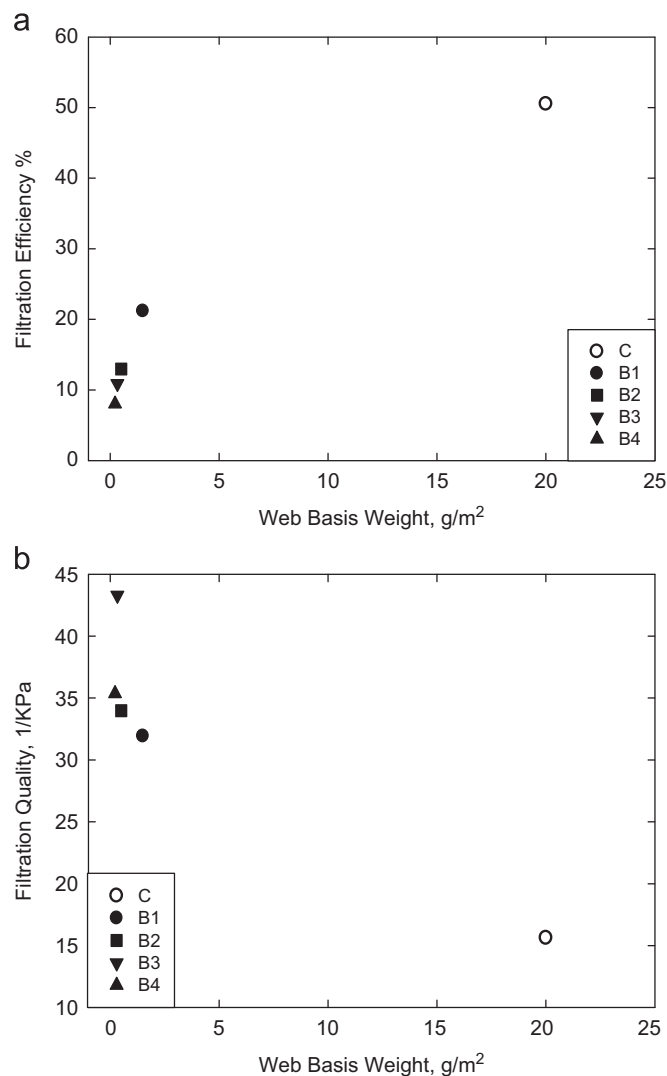 a
60
50
40
30
20
10
0
Filtration Efficiency %
C
B1
B2
B3
B4
0 5 10 15 20 25
Web Basis Weight, g/m²
b
45
40
35
30
25
20
15
10
Filtration Quality, 1/KPa
C
B1
B2
B3
B4
0 5 10 15 20 25
Web Basis Weight, g/m²